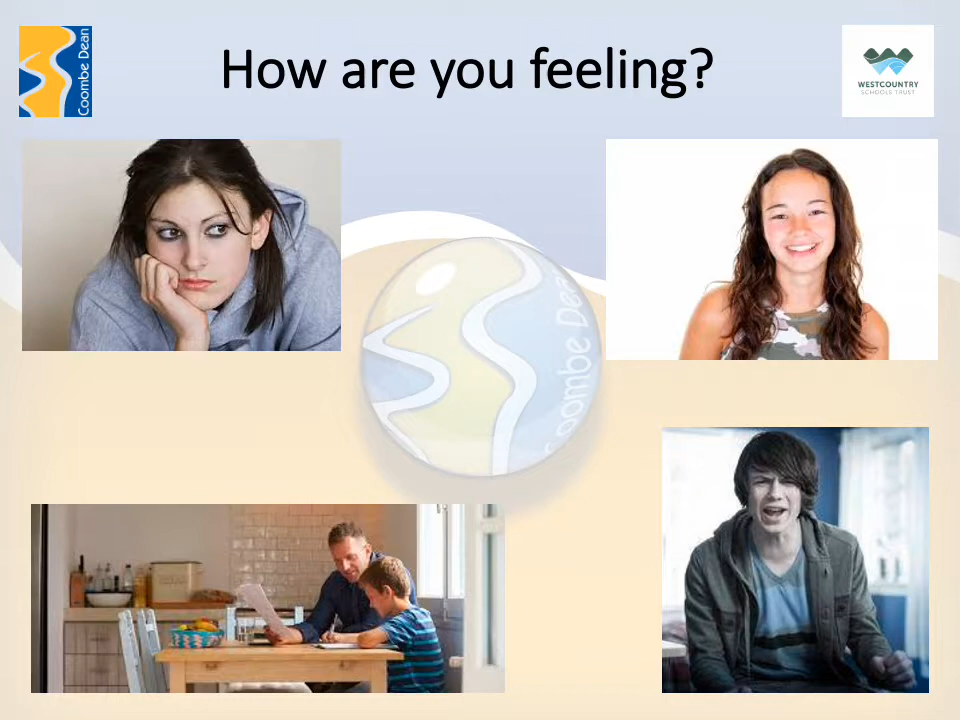 Coombe Dean
How are you feeling?
WESTCOUNTRY
SCHOOLS TRUST
Coombe Dean